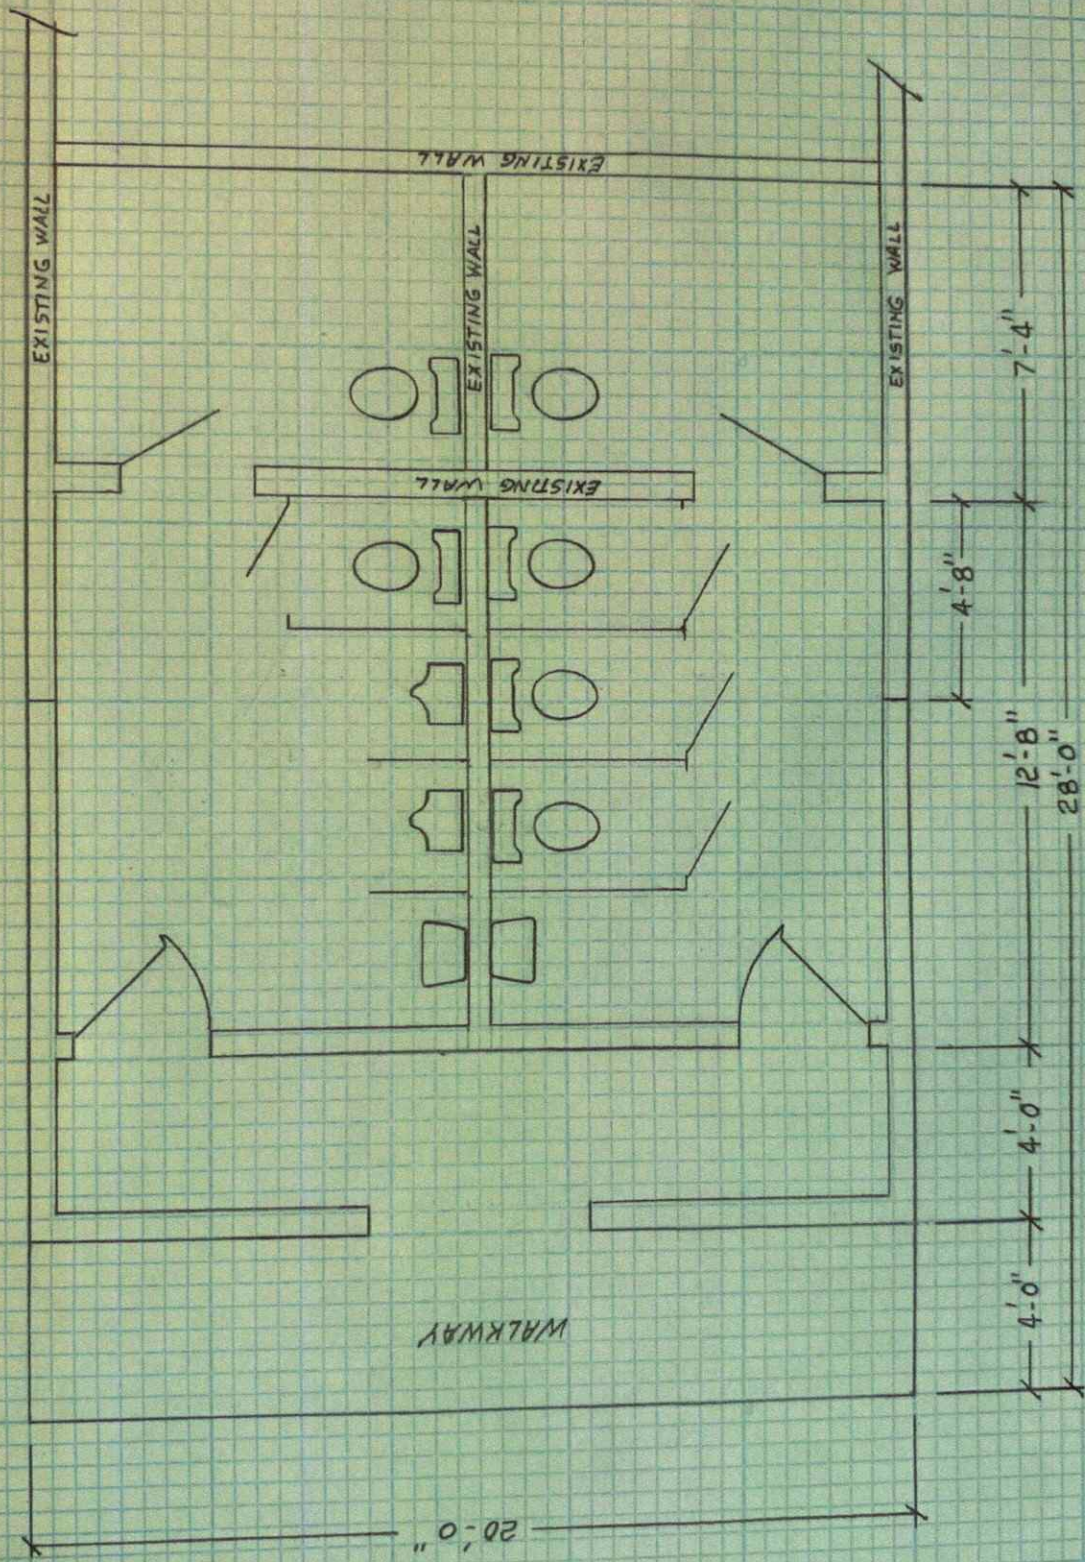 EXISTING WALL
EXISTING WALL
EXISTING WALL
EXISTING WALL
EXISTING WALL
7'-4"
4'-8"
12'-8"
28'-0"
4'-0"
4'-0"
WALKWAY
20'-0"